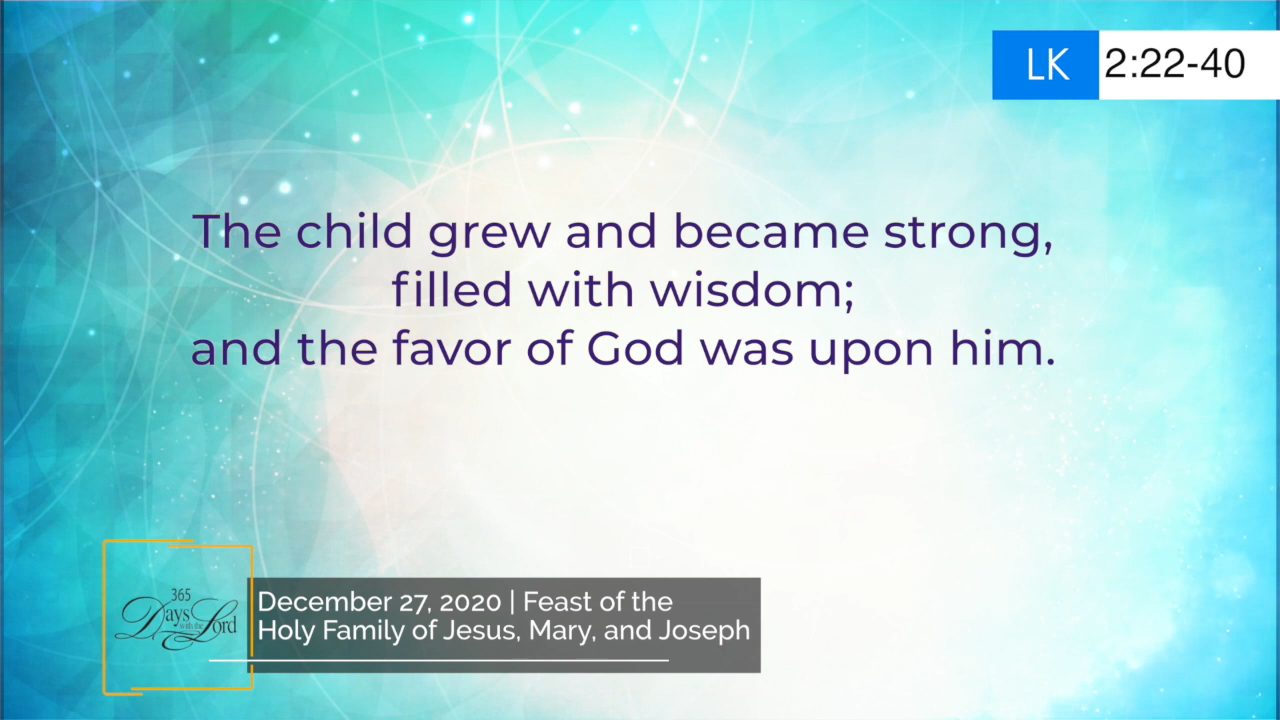 LK 2:22-40
The child grew and became strong,
filled with wisdom;
and the favor of God was upon him.
365
Days with the Lord
December 27, 2020 | Feast of the
Holy Family of Jesus, Mary, and Joseph